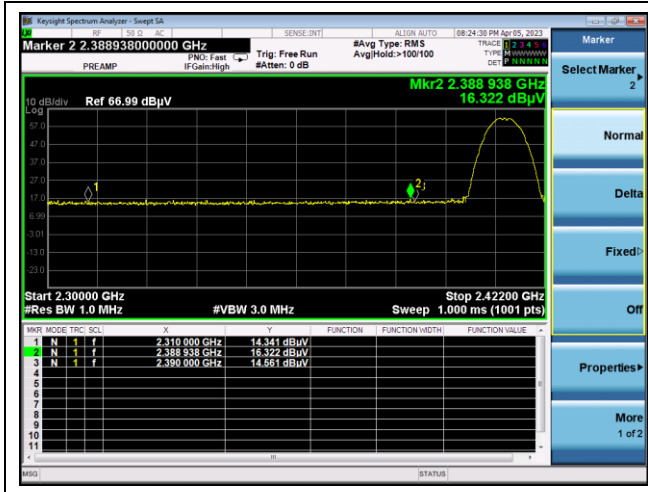 Keysight Spectrum Analyzer - Swept SA
RF 50 Ω AC SENSE:INT ALIGN AUTO 08:24:30 PM Apr 05, 2023
Marker 2 2.388938000000 GHz
PREAMP
PNO: Fast
IFGain:High
Trig: Free Run
#Atten: 0 dB
#Avg Type: RMS
Avg|Hold:>100/100
TRACE 1 2 3 4 5 6
TYPE M WWWWW
DET P N N N N N
Mkr2 2.388 938 GHz
16.322 dBµV
10 dB/div Ref 66.99 dBµV
Log
57.0
47.0
37.0
27.0
17.0
6.99
-3.01
-13.0
-23.0
1
2
3
Start 2.30000 GHz Stop 2.42200 GHz
#Res BW 1.0 MHz #VBW 3.0 MHz Sweep 1.000 ms (1001 pts)
MKR MODE TRC SCL X Y FUNCTION FUNCTION WIDTH FUNCTION VALUE
1 N 1 f 2.310 000 GHz 14.341 dBµV
2 N 1 f 2.388 938 GHz 16.322 dBµV
3 N 1 f 2.390 000 GHz 14.561 dBµV
4
5
6
7
8
9
10
11
MSG STATUS
Marker
Select Marker
2
Normal
Delta
Fixed
Off
Properties
More
1 of 2